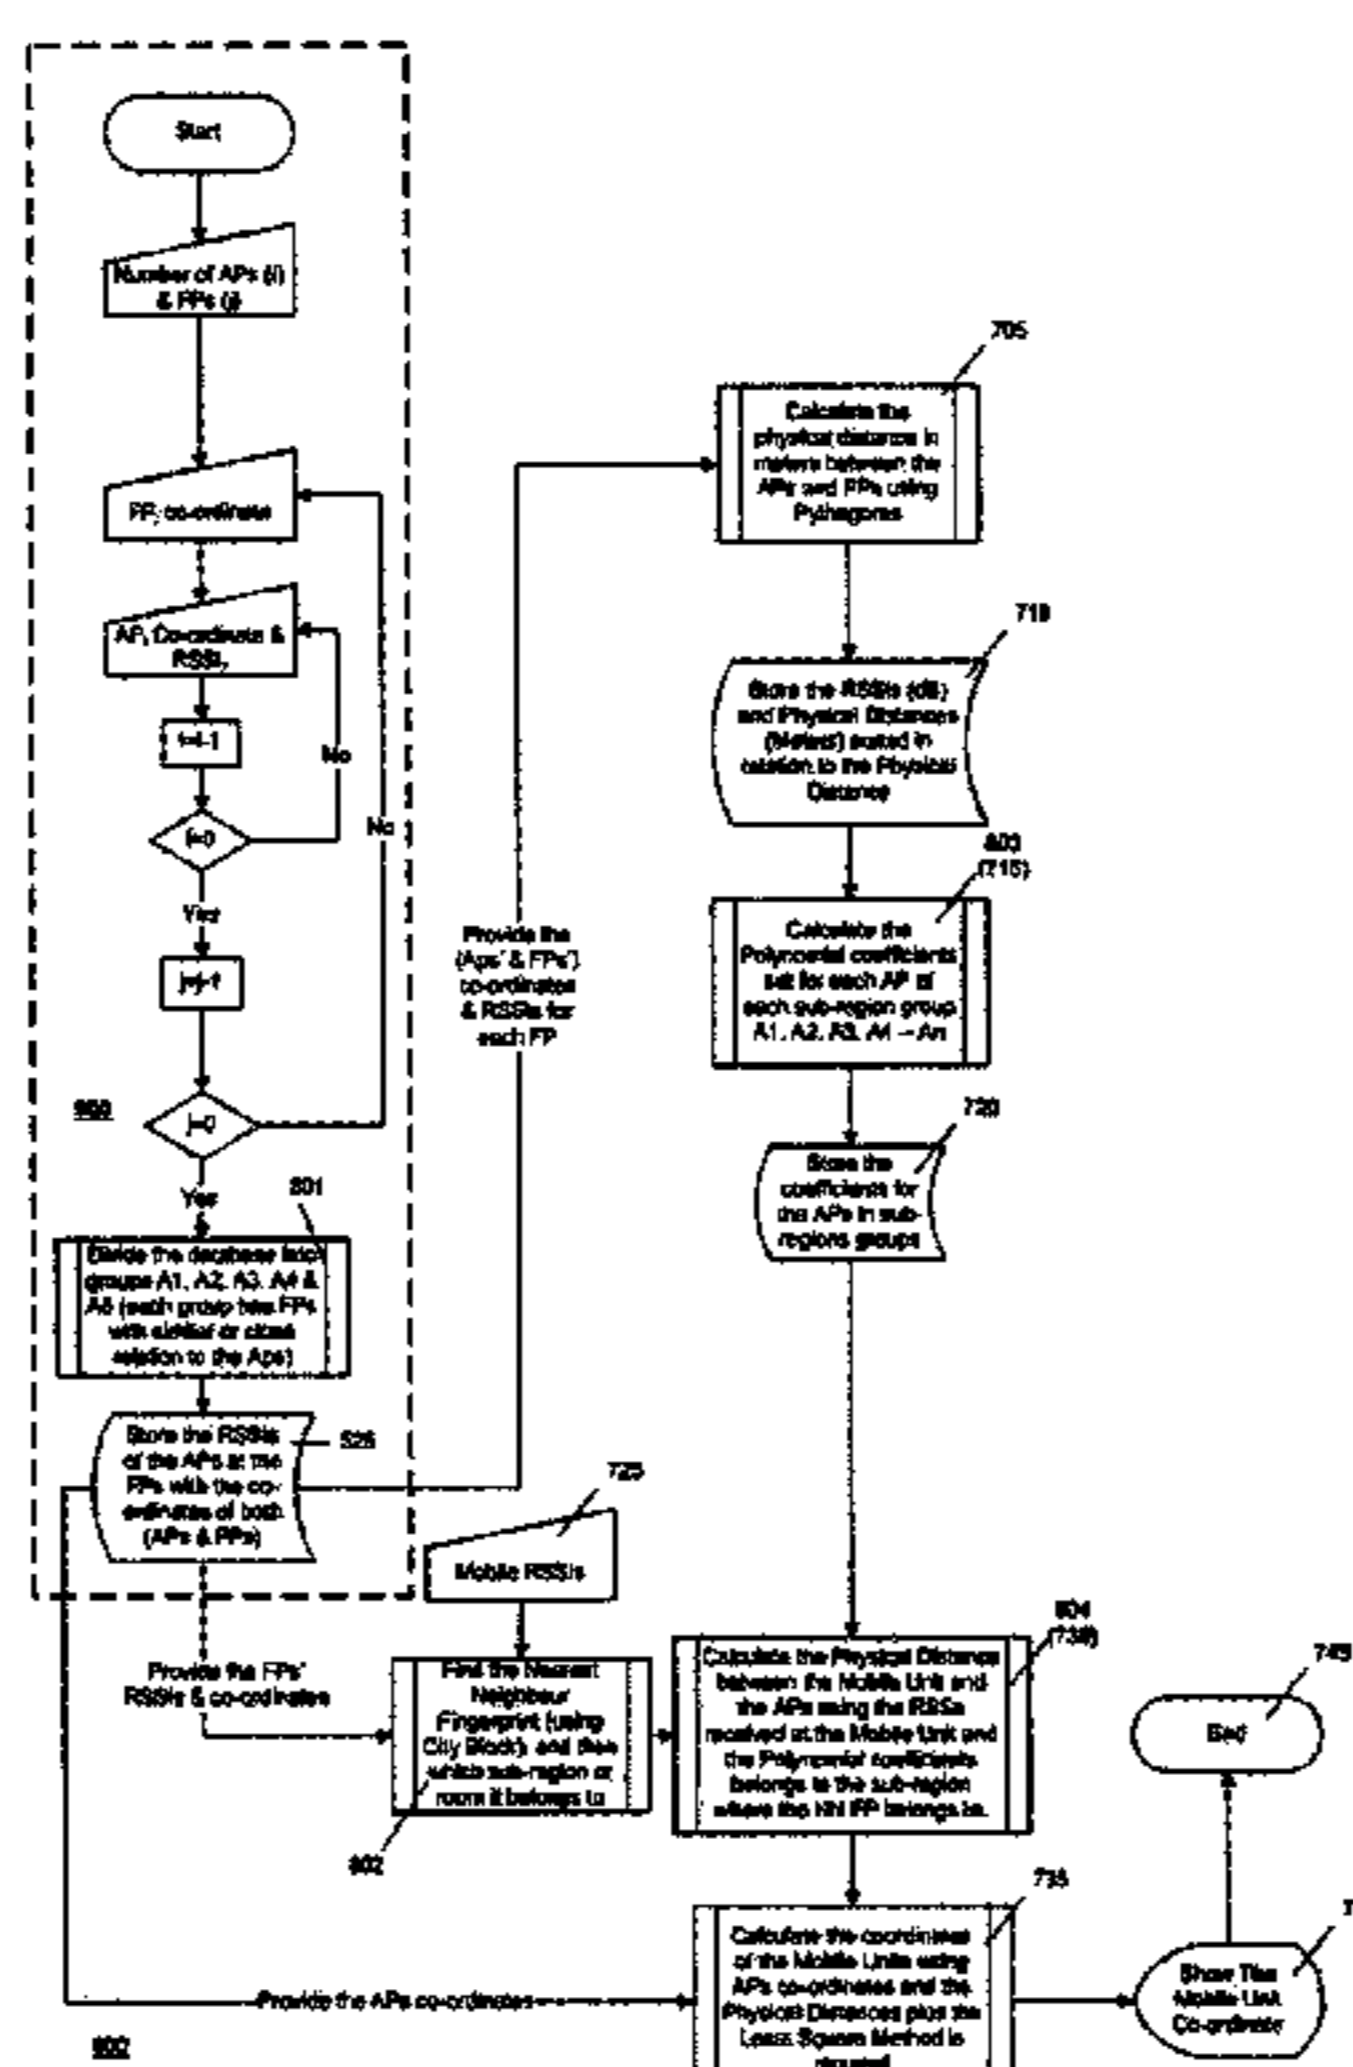 Start
Number of APs (i)
& FPs (j)
FPj co-ordinate
APi Co-ordinate &
RSSIi
i=i-1
No
i=0
Yes
j=j-1
No
j=0
Yes
801
Divide the database into
groups A1, A2, A3, A4 &
A5 (each group has FPs
with similar or close
relation to the Aps)
Store the RSSIs
of the APs at the
FPs with the co-
ordinates of both
(APs & FPs)
525
Provide the
(Aps' & FPs')
co-ordinates
& RSSIs for
each FP
705
Calculate the
physical distance in
meters between the
APs and FPs using
Pythagoras
710
Store the RSSIs (dB)
and Physical Distances
(Meters) sorted in
relation to the Physical
Distance
803
(715)
Calculate the
Polynomial coefficients
set for each AP of
each sub-region group
A1, A2, A3, A4 -- An
720
Store the
coefficients for
the APs in sub-
regions groups
725
Mobile RSSIs
Provide the FPs'
RSSIs & co-ordinates
Find the Nearest
Neighbour
Fingerprint (using
City Block) and then
which sub-region or
room it belongs to
802
804
(730)
Calculate the Physical Distance
between the Mobile Unit and
the APs using the RSSs
received at the Mobile Unit and
the Polynomial coefficients
belongs to the sub-region
where the NN FP belongs to.
745
End
735
Calculate the coordinates
of the Mobile Units using
APs co-ordinates and the
Physical Distances plus the
Least Square Method is
Provide the APs co-ordinates
Show The
Mobile Unit
Co-ordinate
800